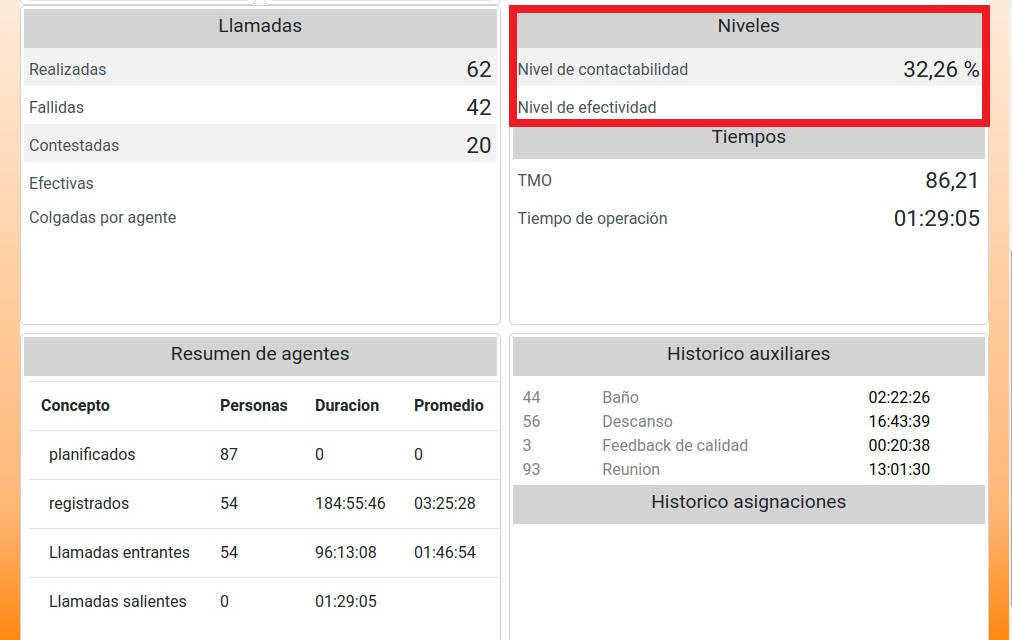 Llamadas
Realizadas 62
Fallidas 42
Contestadas 20
Efectivas
Colgadas por agente
Niveles
Nivel de contactabilidad 32,26 %
Nivel de efectividad
Tiempos
TMO 86,21
Tiempo de operación 01:29:05
Resumen de agentes
Concepto Personas Duracion Promedio
planificados 87 0 0
registrados 54 184:55:46 03:25:28
Llamadas entrantes 54 96:13:08 01:46:54
Llamadas salientes 0 01:29:05
Historico auxiliares
44 Baño 02:22:26
56 Descanso 16:43:39
3 Feedback de calidad 00:20:38
93 Reunion 13:01:30
Historico asignaciones